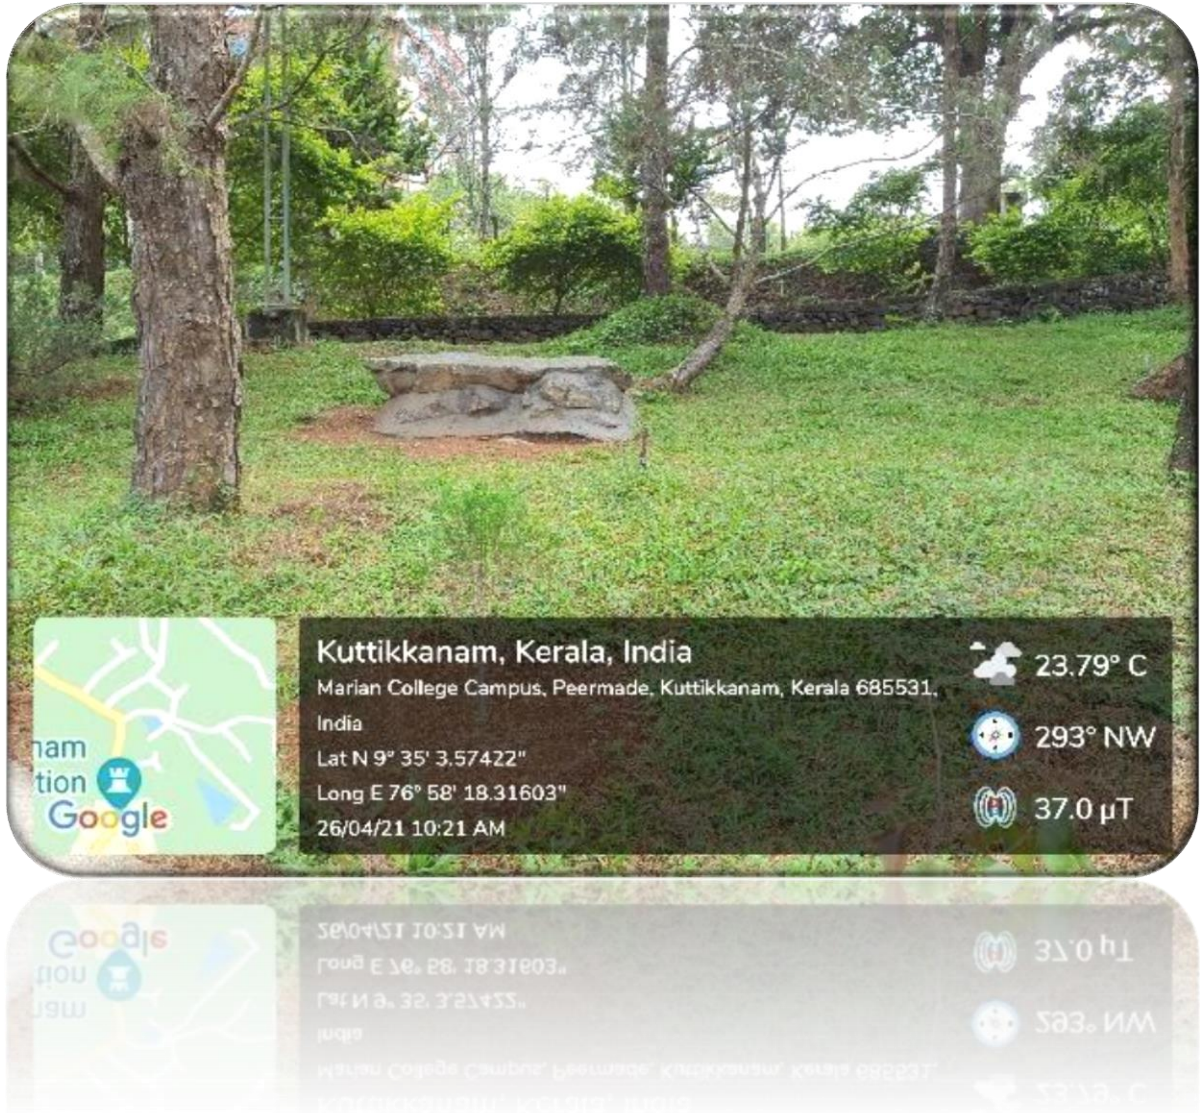 Kuttikkanam, Kerala, India
Marian College Campus, Peermade, Kuttikkanam, Kerala 685531,
India
Lat N 9° 35' 3.57422"
Long E 76° 58' 18.31603"
26/04/21 10:21 AM
23.79° C
293° NW
37.0 µT
nam
tion
Google